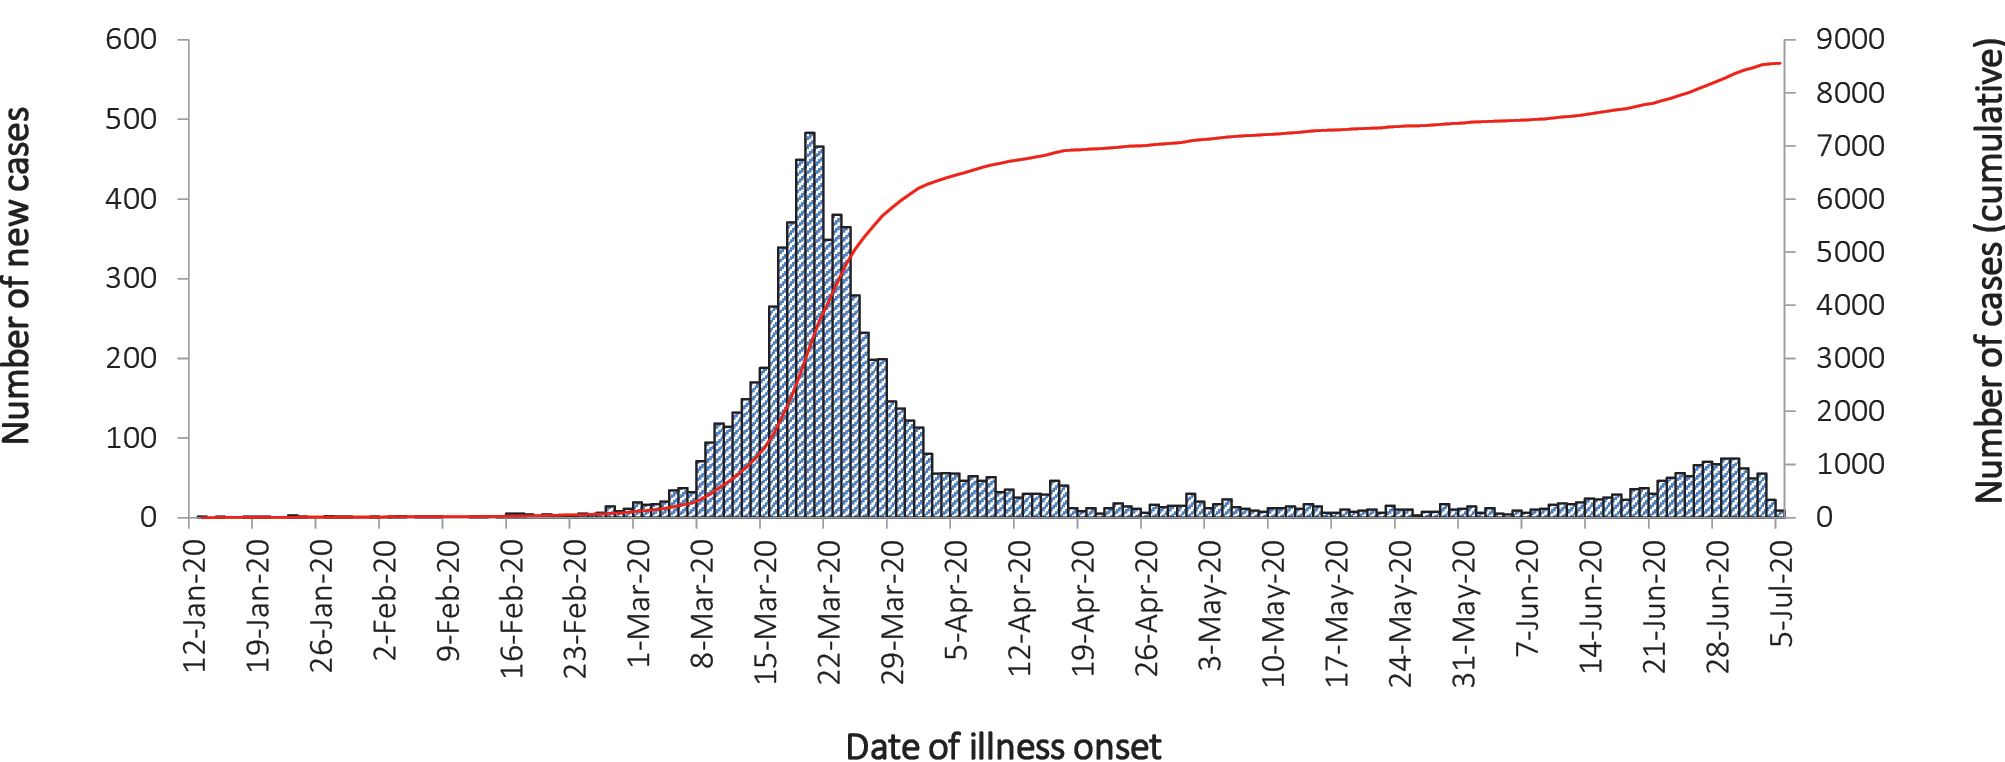 Number of new cases
600
500
400
300
200
100
0
9000
8000
7000
6000
5000
4000
3000
2000
1000
0
Number of cases (cumulative)
12-Jan-20
19-Jan-20
26-Jan-20
2-Feb-20
9-Feb-20
16-Feb-20
23-Feb-20
1-Mar-20
8-Mar-20
15-Mar-20
22-Mar-20
29-Mar-20
5-Apr-20
12-Apr-20
19-Apr-20
26-Apr-20
3-May-20
10-May-20
17-May-20
24-May-20
31-May-20
7-Jun-20
14-Jun-20
21-Jun-20
28-Jun-20
5-Jul-20
Date of illness onset